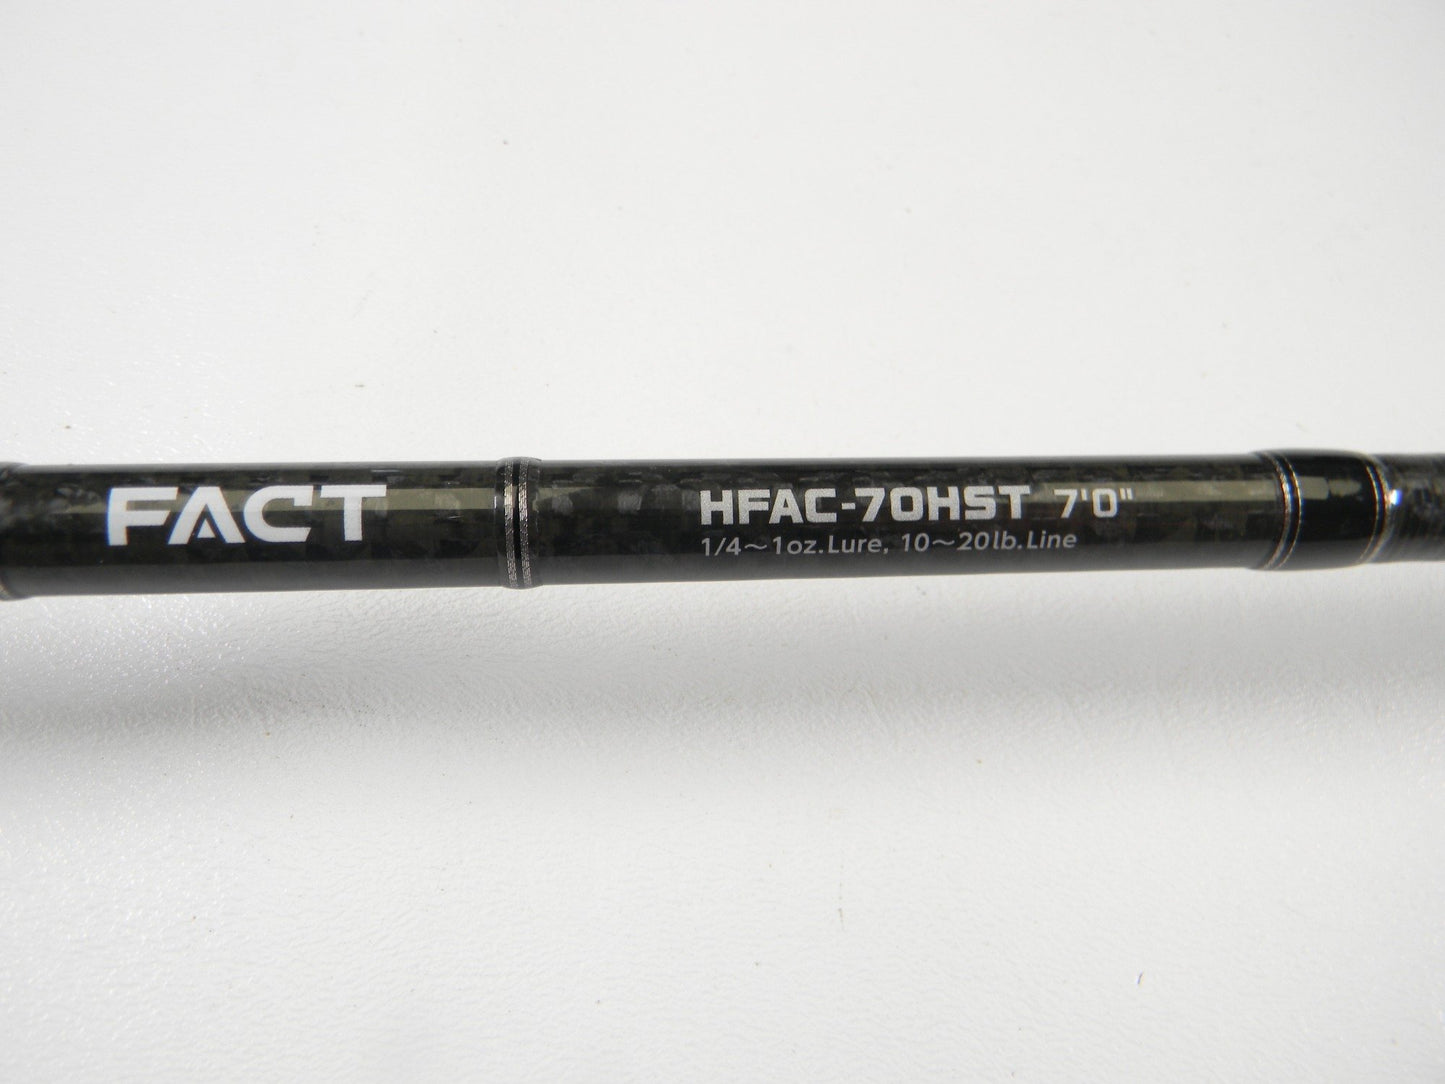 FACT
HFAC-70HST 7'0"
1/4～1oz.Lure, 10～20lb.Line